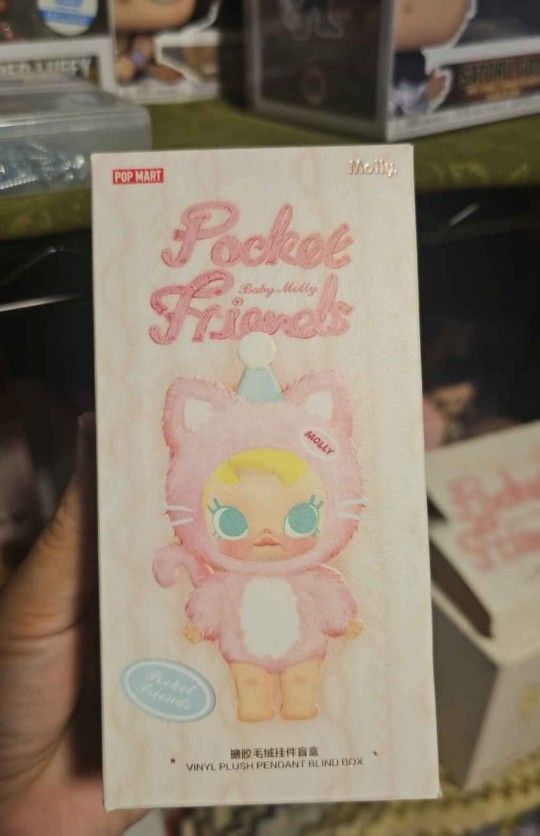 POP MART
Molly.
Pocket
Baby Molly
Friends
MOLLY
Pocket
Friends
搪胶毛绒挂件盲盒
* VINYL PLUSH PENDANT BLIND BOX *